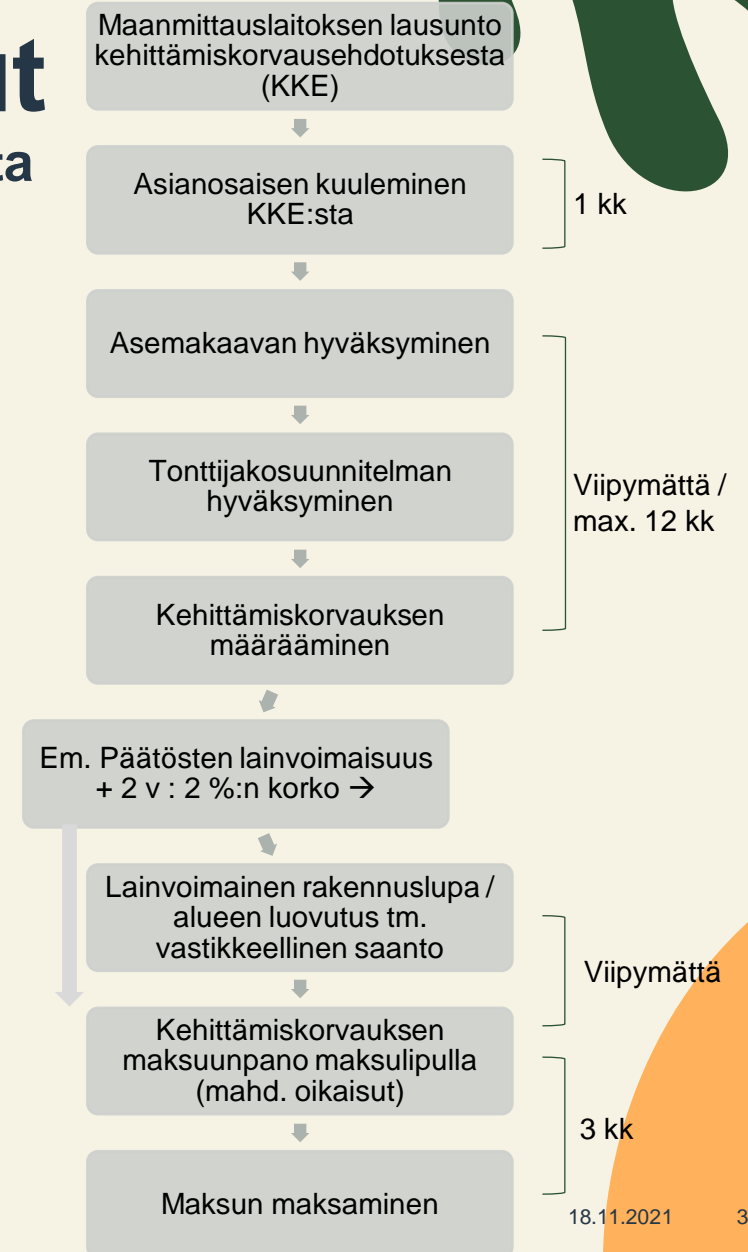 Maanmittauslaitoksen lausunto
kehittämiskorvausehdotuksesta
(KKE)
Asianosaisen kuuleminen
KKE:sta
1 kk
Asemakaavan hyväksyminen
Tonttijakosuunnitelman
hyväksyminen
Viipymättä /
max. 12 kk
Kehittämiskorvauksen
määrääminen
Em. Päätösten lainvoimaisuus
+ 2 v : 2 %:n korko →
Lainvoimainen rakennuslupa /
alueen luovutus tm.
vastikkeellinen saanto
Viipymättä
Kehittämiskorvauksen
maksuunpano maksulipulla
(mahd. oikaisut)
3 kk
Maksun maksaminen
18.11.2021 3